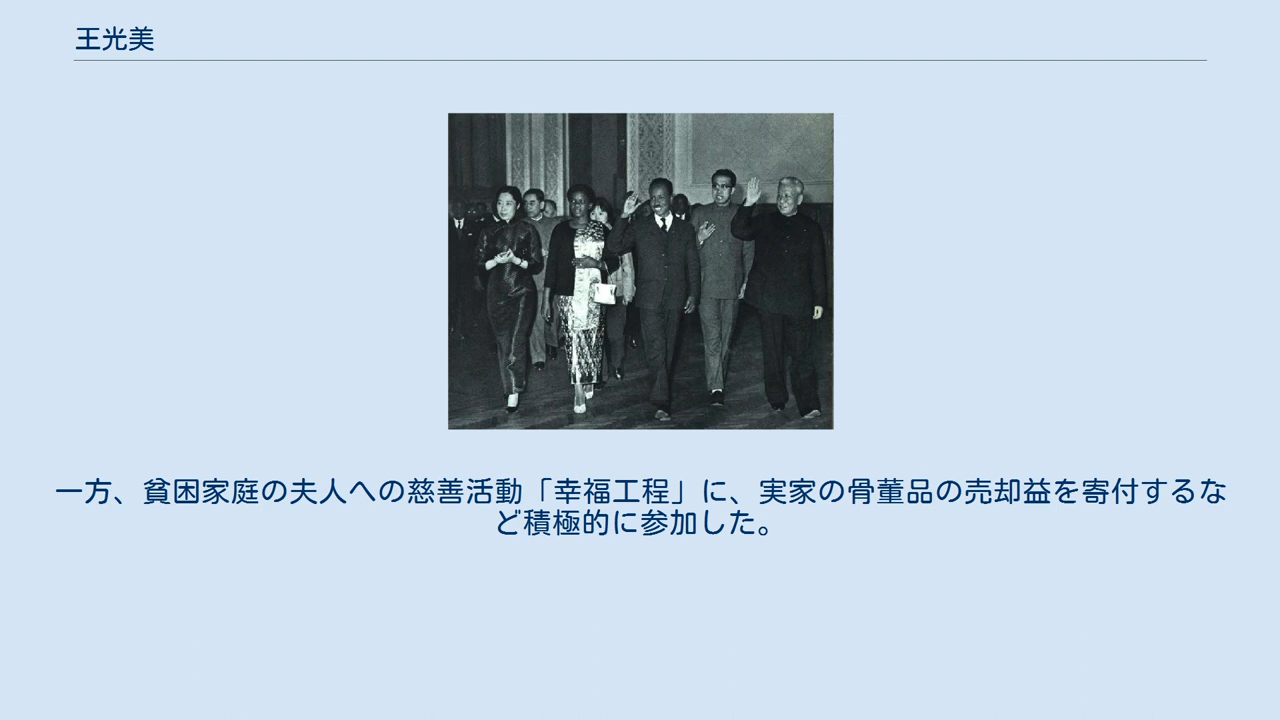 王光美
一方、貧困家庭の夫人への慈善活動「幸福工程」に、実家の骨董品の売却益を寄付するな
ど積極的に参加した。